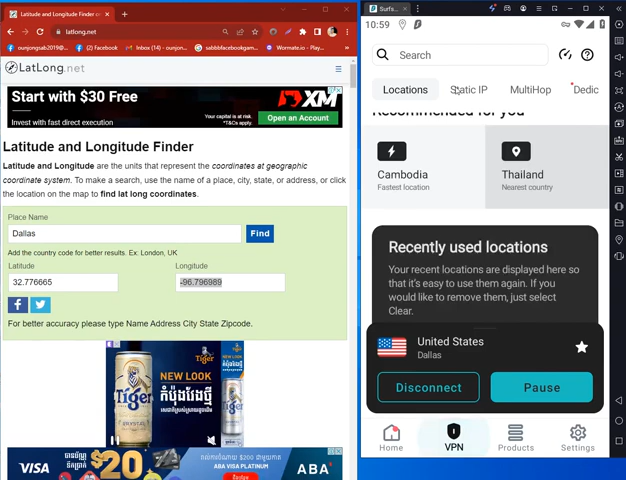 Latitude and Longitude Finder o
latlong.net
ounjongsab2019@...
(2) Facebook
Inbox (14) - ounjon...
sabbbfacebookgam...
Wormate.io - Play...
LatLong.net
Start with $30 Free
Invest with fast direct execution
Your capital is at risk.
*T&Cs apply.
XM
Open an Account
Latitude and Longitude Finder
Latitude and Longitude are the units that represent the coordinates at geographic
coordinate system. To make a search, use the name of a place, city, state, or address, or click
the location on the map to find lat long coordinates.
Place Name
Dallas
Find
Add the country code for better results. Ex: London, UK
Latitude
Longitude
32.776665
-96.796989
For better accuracy please type Name Address City State Zipcode.
Tiger
NEW LOOK
កំប៉ុងថ្មី
Tiger
VISA
$20
ABA VISA PLATINUM
ABA
Surfs...
10:59
Search
Locations
Static IP
MultiHop
Dedic
Recommended for you
Cambodia
Fastest location
Thailand
Nearest country
Recently used locations
Your recent locations are displayed here so
that it's easy to use them again. If you
would like to remove them, just select
Clear.
United States
Dallas
Disconnect
Pause
Home
VPN
Products
Settings